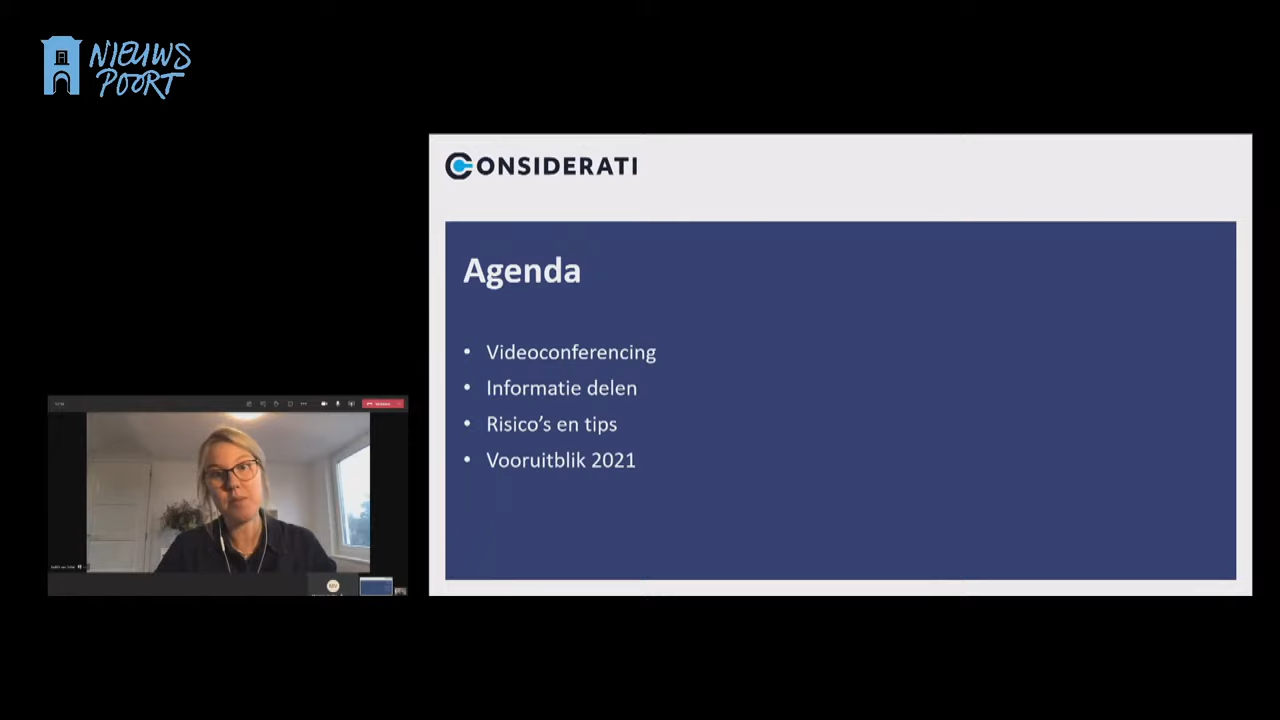 NIEUWS
POORT
CONSIDERATI
Agenda
• Videoconferencing
• Informatie delen
• Risico's en tips
• Vooruitblik 2021